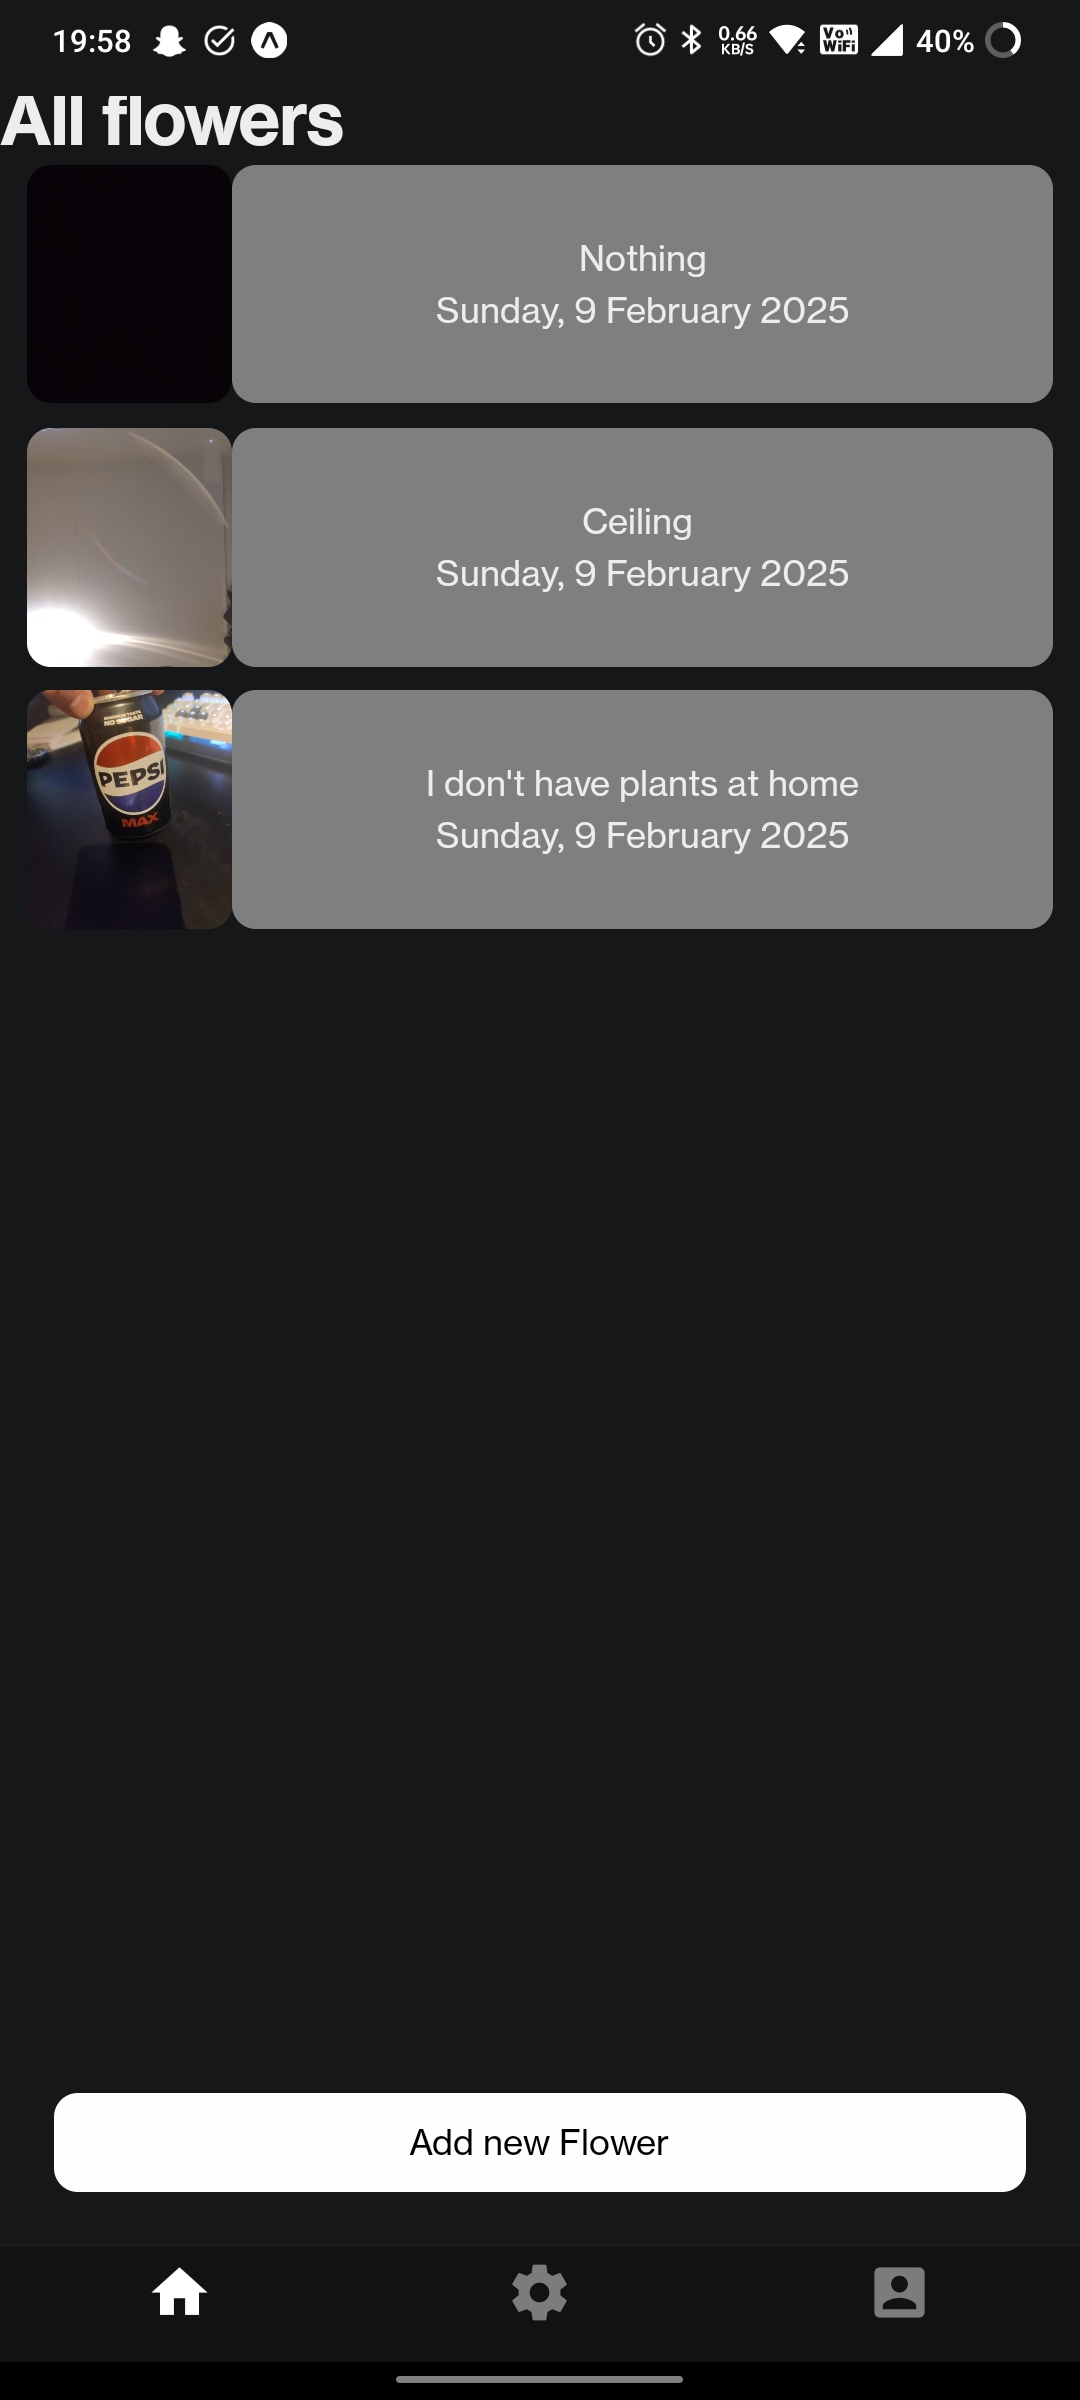 19:58
0.66
KB/S
Vo
WiFi
40%
All flowers
Nothing
Sunday, 9 February 2025
Ceiling
Sunday, 9 February 2025
NO SUGAR
PEPSI
MAX
I don't have plants at home
Sunday, 9 February 2025
Add new Flower